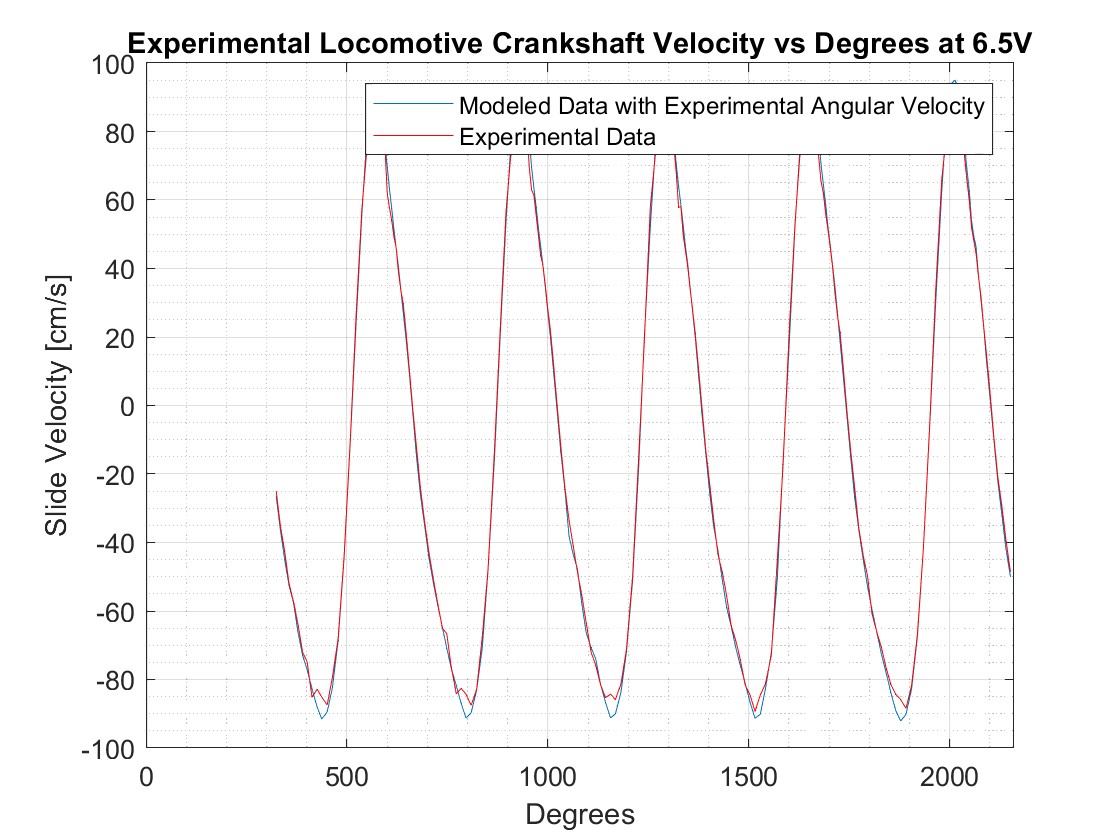 Experimental Locomotive Crankshaft Velocity vs Degrees at 6.5V
100
Modeled Data with Experimental Angular Velocity
Experimental Data
80
60
40
20
0
-20
-40
-60
-80
-100
Slide Velocity [cm/s]
0 500 1000 1500 2000
Degrees